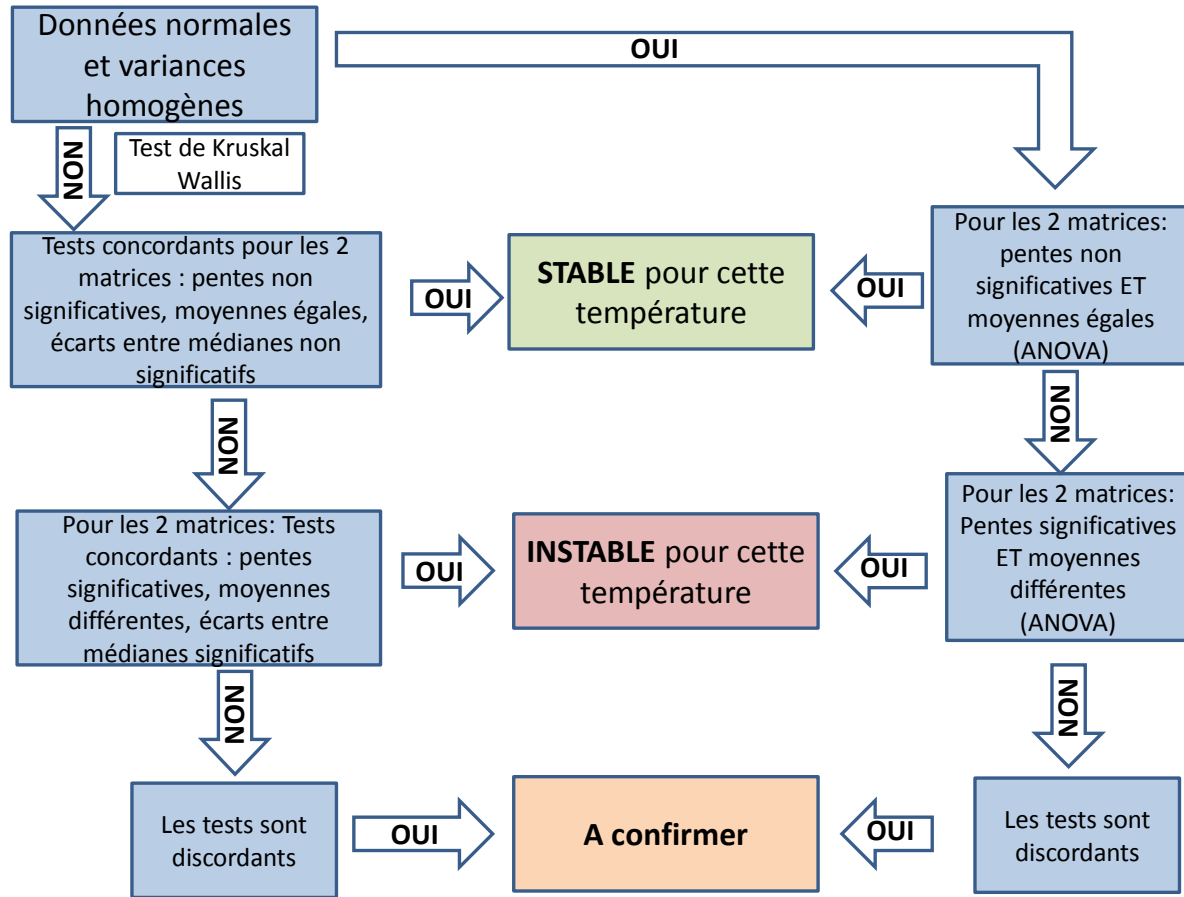 Données normales
et variances
homogènes
OUI
NON
Test de Kruskal
Wallis
Tests concordants pour les 2
matrices : pentes non
significatives, moyennes égales,
écarts entre médianes non
significatifs
OUI
STABLE pour cette
température
OUI
Pour les 2 matrices:
pentes non
significatives ET
moyennes égales
(ANOVA)
NON
NON
Pour les 2 matrices: Tests
concordants : pentes
significatives, moyennes
différentes, écarts entre
médianes significatifs
OUI
INSTABLE pour cette
température
OUI
Pour les 2 matrices:
Pentes significatives
ET moyennes
différentes
(ANOVA)
NON
NON
Les tests sont
discordants
OUI
A confirmer
OUI
Les tests sont
discordants